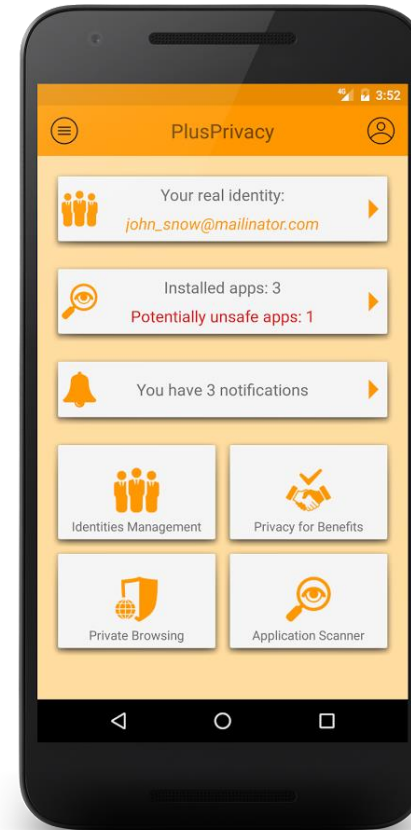 4G 3:52
PlusPrivacy
Your real identity:
john_snow@mailinator.com
Installed apps: 3
Potentially unsafe apps: 1
You have 3 notifications
Identities Management
Privacy for Benefits
Private Browsing
Application Scanner